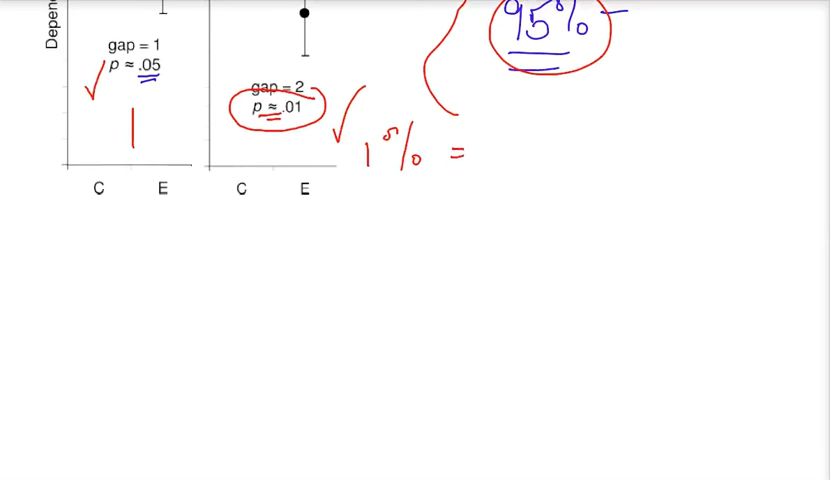 Depen
95%
gap = 1
p ≈ .05
gap = 2
p ≈ .01
1% =
C E C E